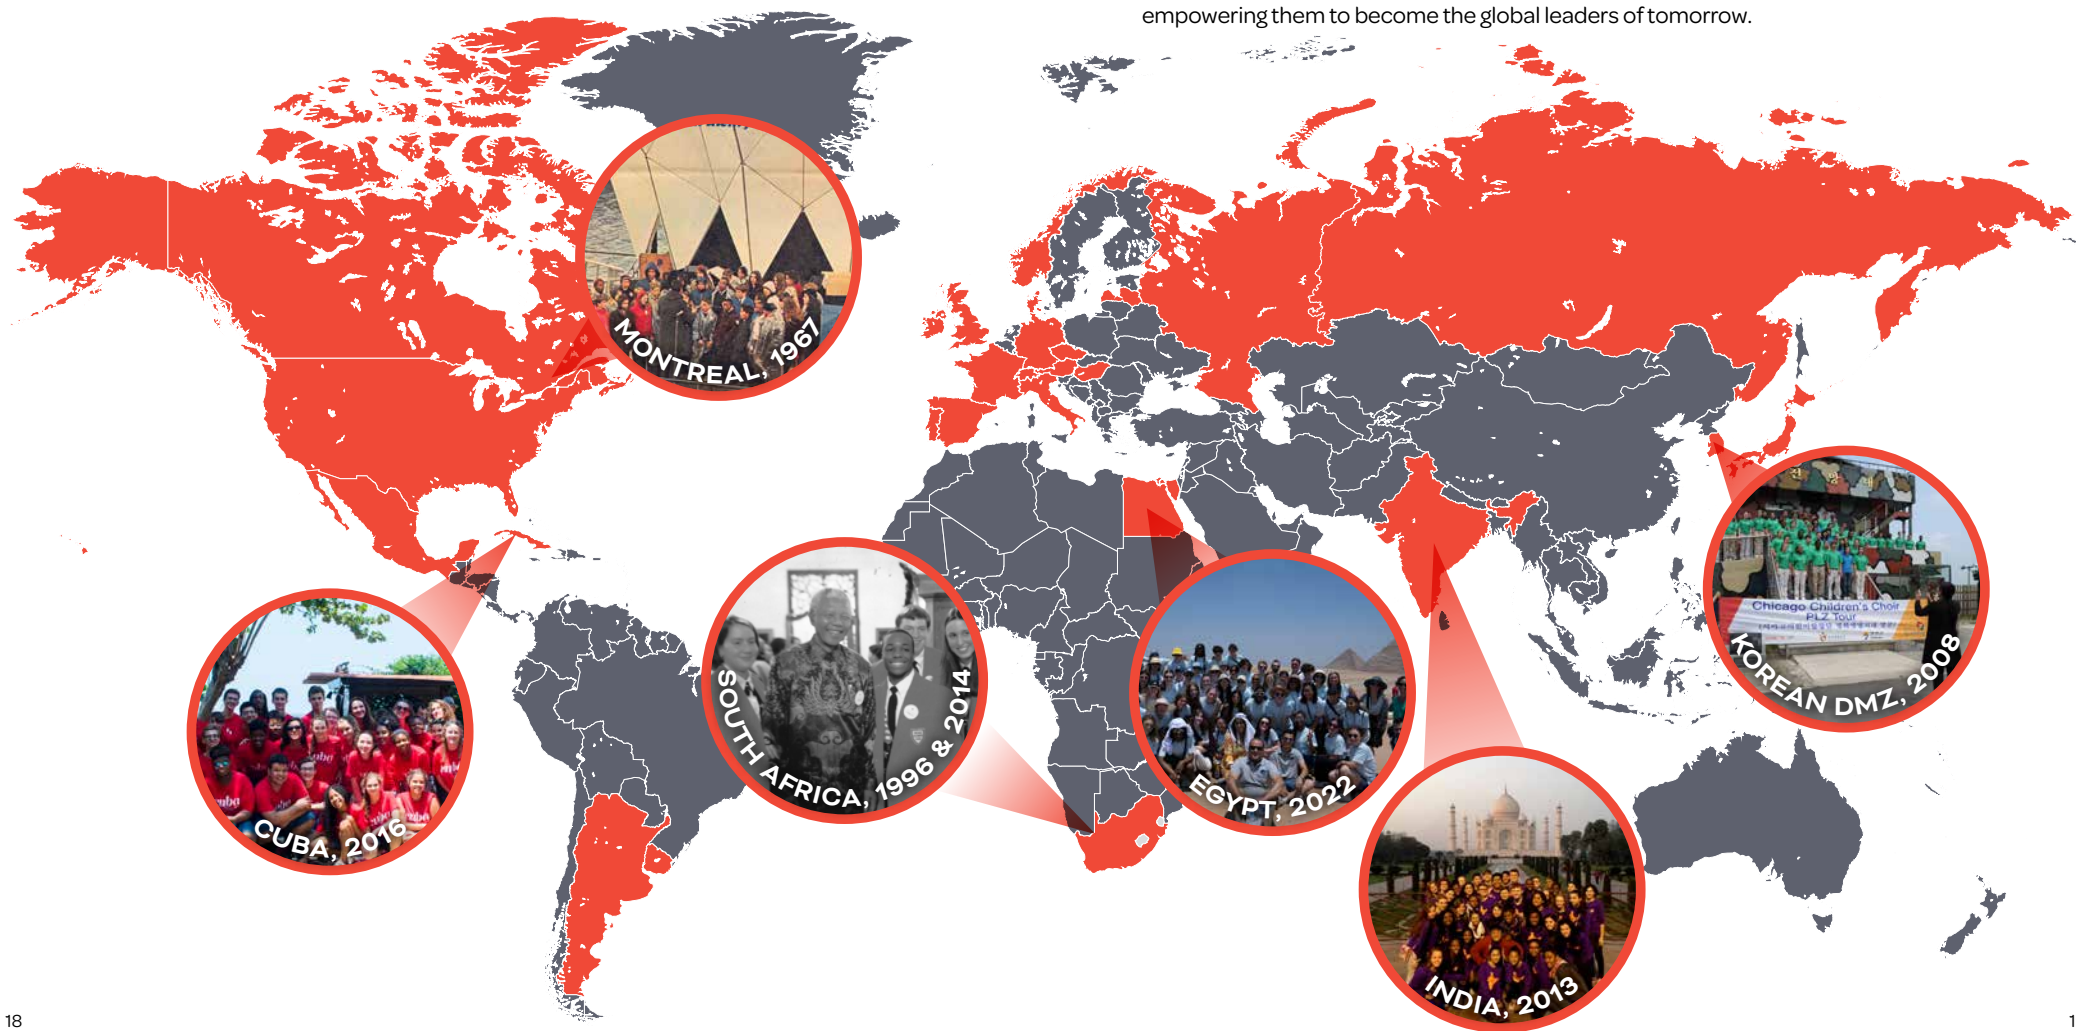 empowering them to become the global leaders of tomorrow.
MONTREAL, 1967
CUBA, 2016
SOUTH AFRICA, 1996 & 2014
EGYPT, 2022
INDIA, 2013
Chicago Children's Choir
PLZ Tour
KOREAN DMZ, 2008
18
1